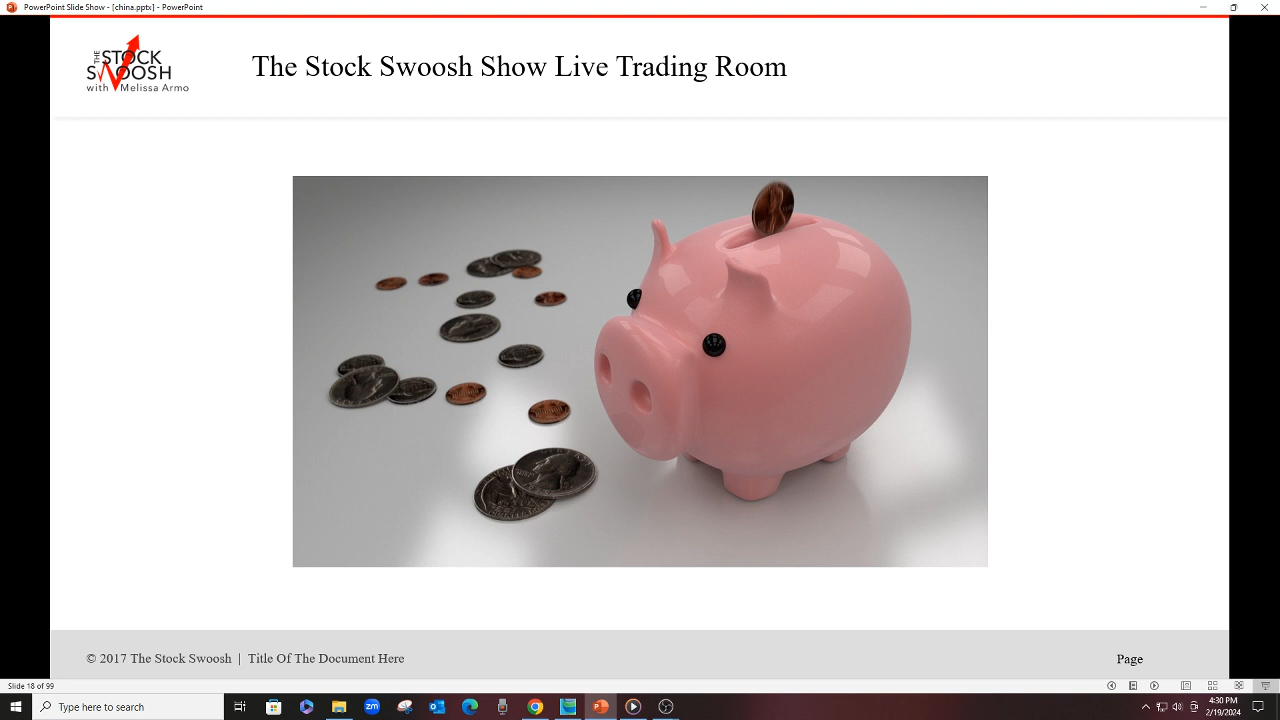 PowerPoint Slide Show - [china.pptx] - PowerPoint
THE
STOCK
SWOOSH
with Melissa Armo
The Stock Swoosh Show Live Trading Room
© 2017 The Stock Swoosh | Title Of The Document Here
Page
Slide 18 of 99
Type here to search
zm
4:30 PM
2/19/2024